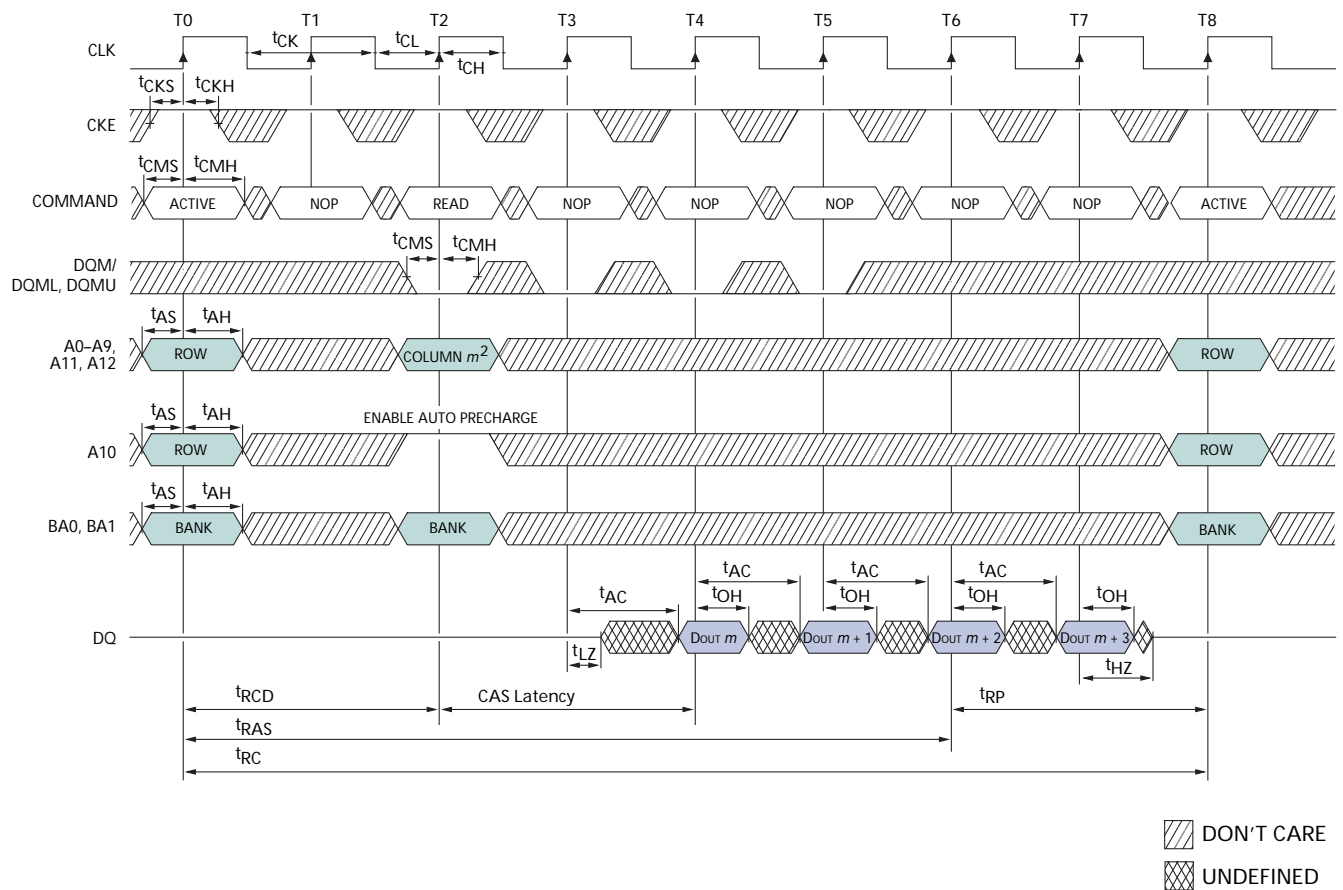 T0 T1 T2 T3 T4 T5 T6 T7 T8
CLK
tCK tCL tCH
tCKS tCKH
CKE
tCMS tCMH
COMMAND ACTIVE NOP READ NOP NOP NOP NOP NOP ACTIVE
tCMS tCMH
DQM/
DQML, DQMU
tAS tAH
A0–A9,
A11, A12
ROW COLUMN m2 ROW
tAS tAH
ENABLE AUTO PRECHARGE
A10 ROW ROW
tAS tAH
BA0, BA1 BANK BANK BANK
tAC tAC tAC tAC
tOH tOH tOH tOH
DQ DOUT m DOUT m + 1 DOUT m + 2 DOUT m + 3
tLZ tHZ
tRCD CAS Latency tRP
tRAS
tRC
DON'T CARE
UNDEFINED